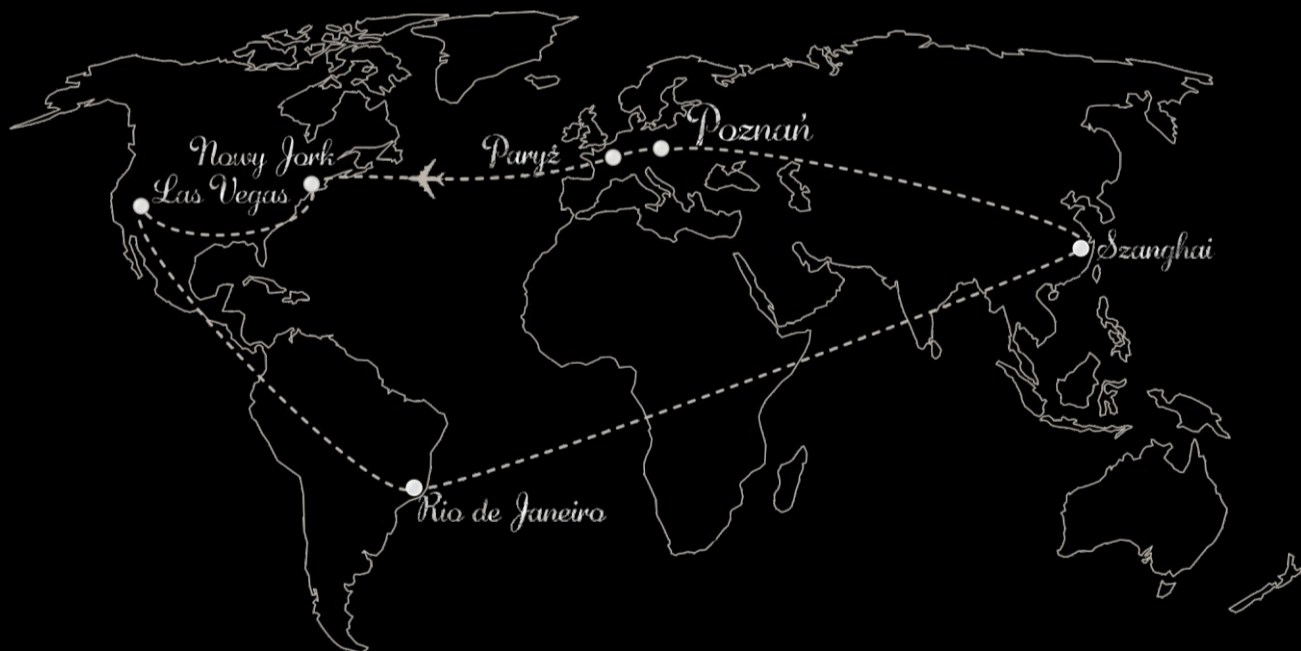 Poznań
Paryż
Nowy Jork
Las Vegas
Szanghai
Rio de Janeiro